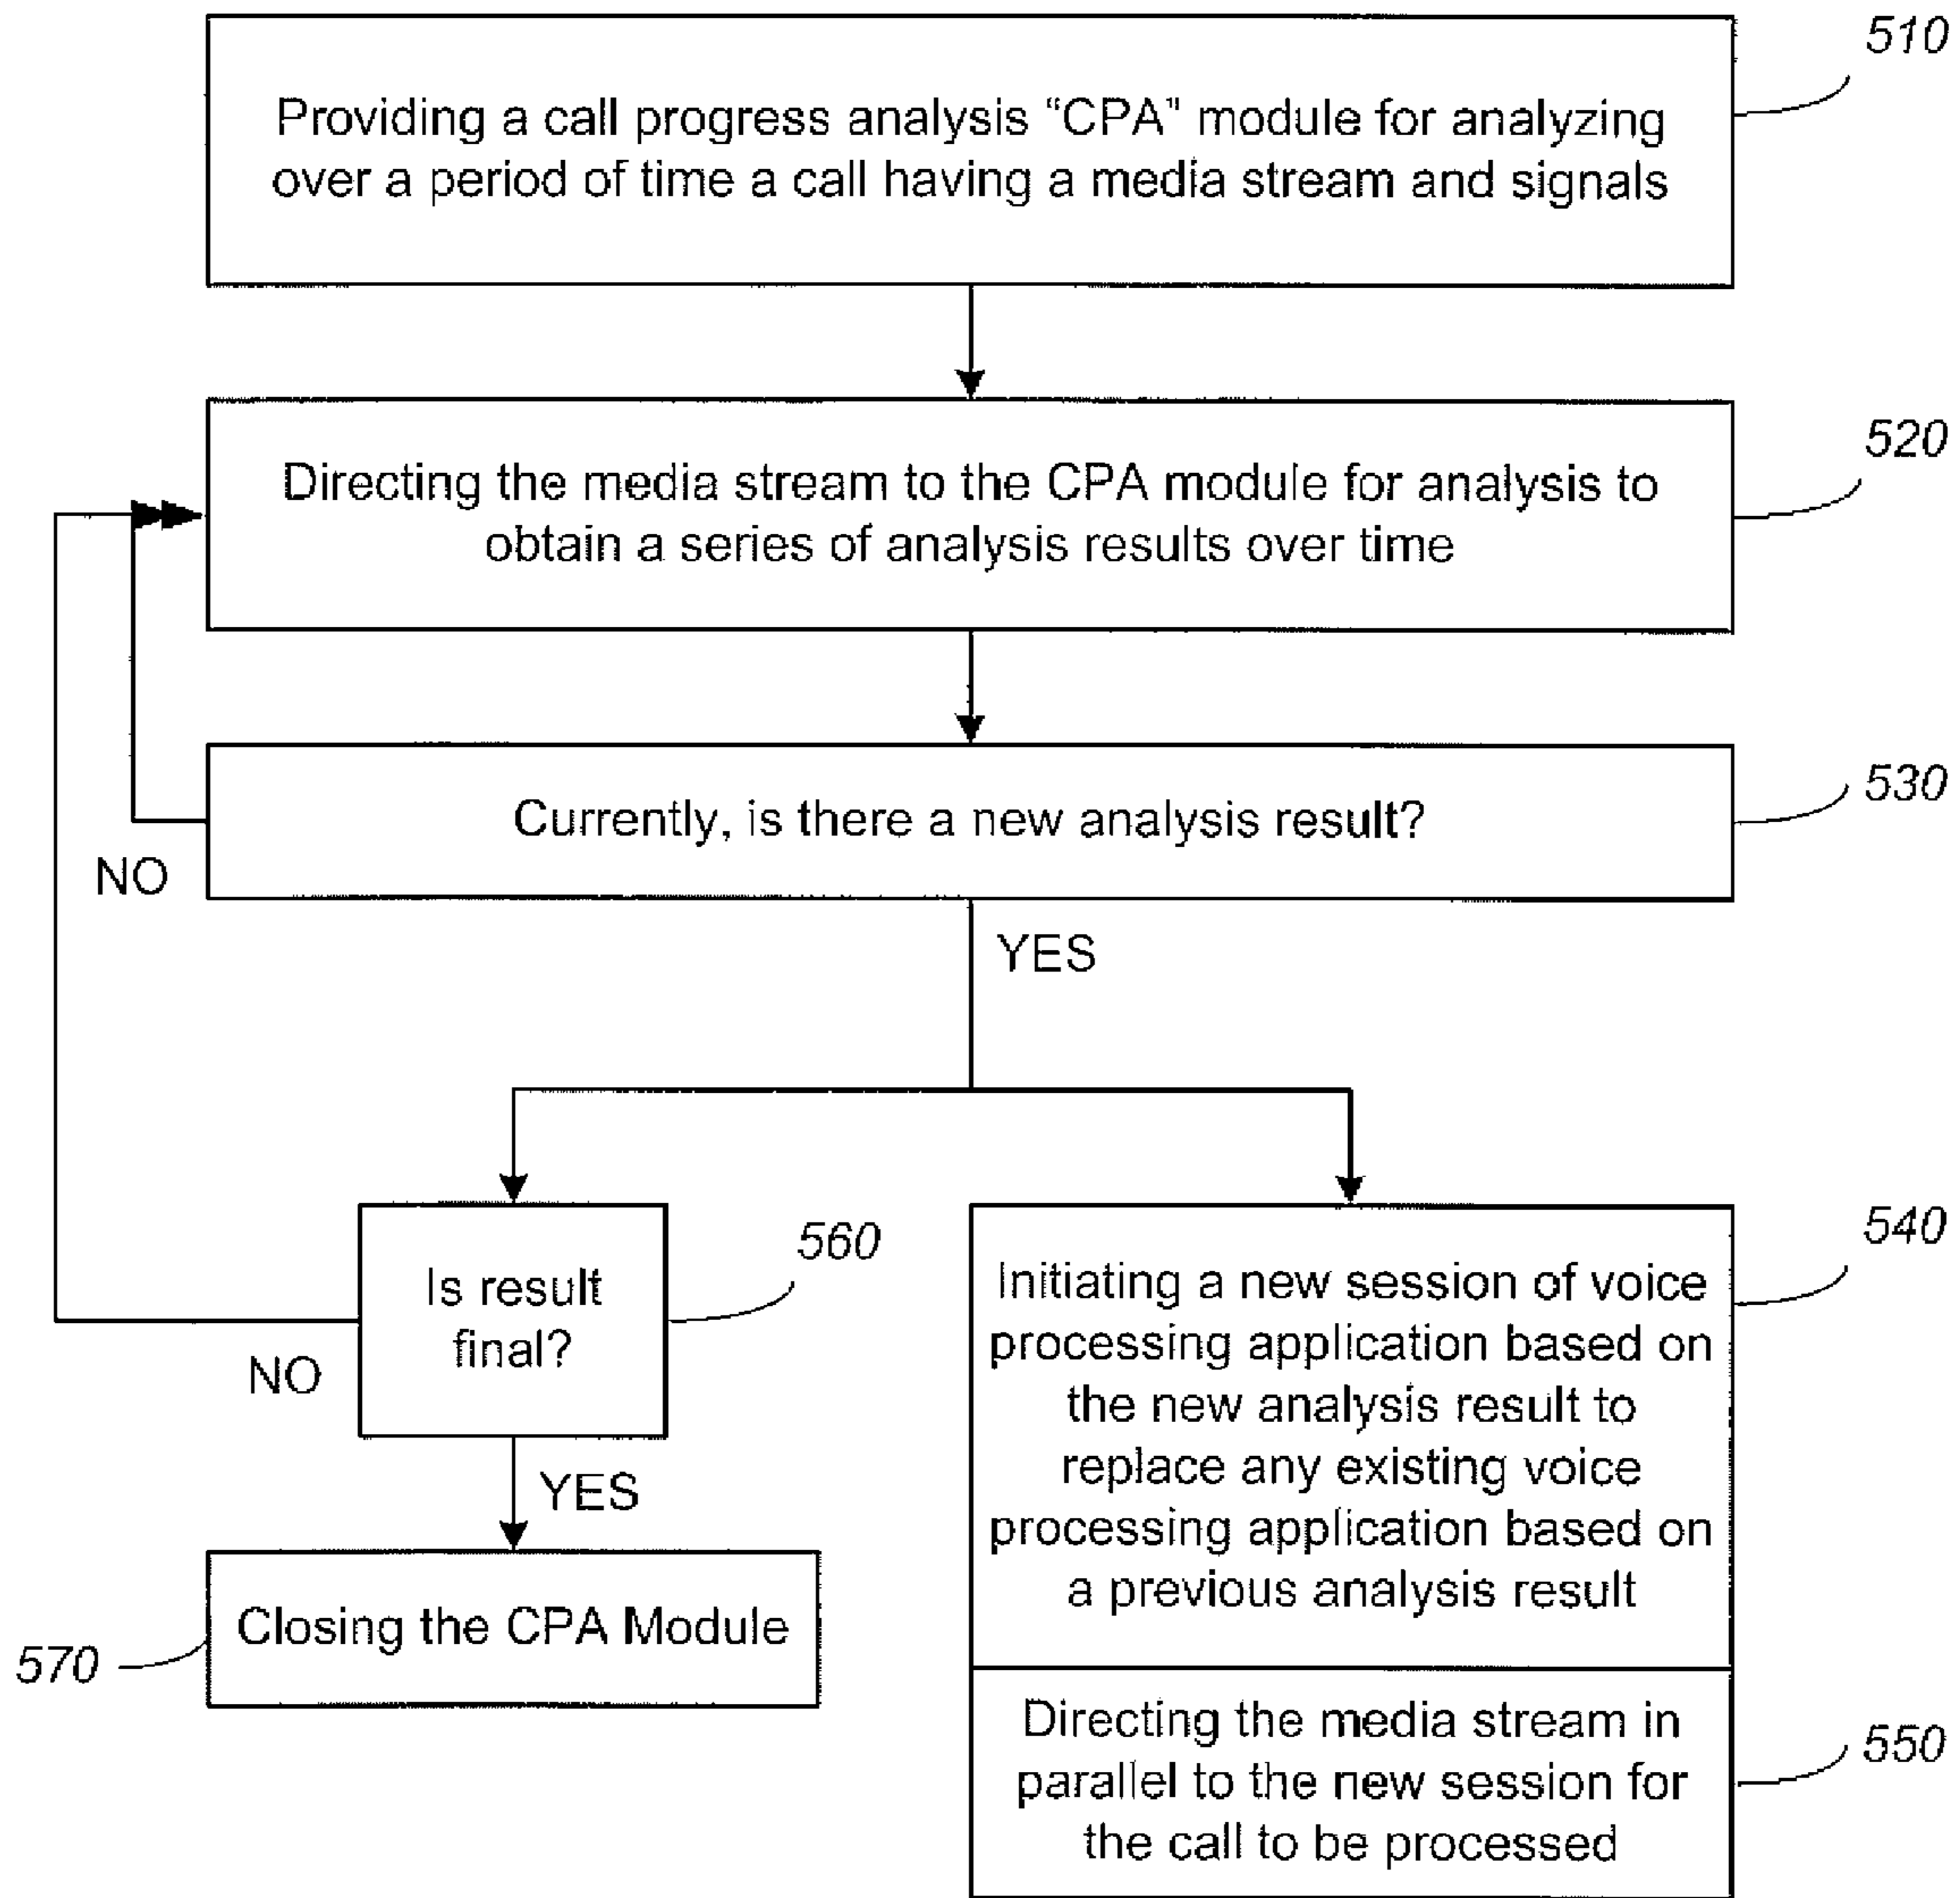 510
Providing a call progress analysis “CPA” module for analyzing
over a period of time a call having a media stream and signals
520
Directing the media stream to the CPA module for analysis to
obtain a series of analysis results over time
530
Currently, is there a new analysis result?
NO
YES
560
Is result
final?
NO
YES
570
Closing the CPA Module
540
Initiating a new session of voice
processing application based on
the new analysis result to
replace any existing voice
processing application based on
a previous analysis result
550
Directing the media stream in
parallel to the new session for
the call to be processed